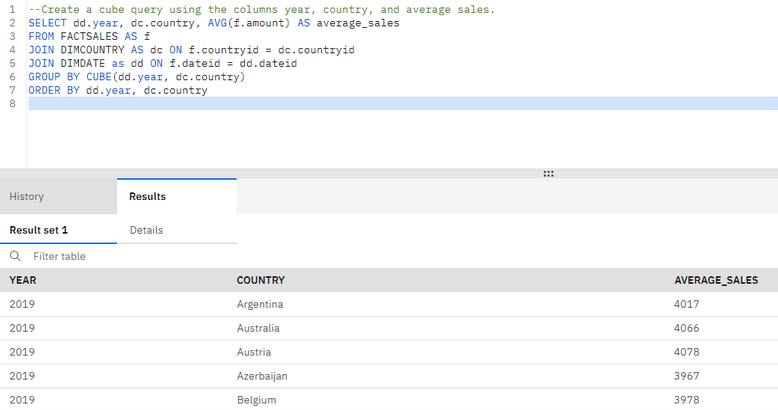 1 --Create a cube query using the columns year, country, and average sales.
2 SELECT dd.year, dc.country, AVG(f.amount) AS average_sales
3 FROM FACTSALES AS f
4 JOIN DIMCOUNTRY AS dc ON f.countryid = dc.countryid
5 JOIN DIMDATE as dd ON f.dateid = dd.dateid
6 GROUP BY CUBE(dd.year, dc.country)
7 ORDER BY dd.year, dc.country
8
History Results
Result set 1 Details
Filter table
YEAR COUNTRY AVERAGE_SALES
2019 Argentina 4017
2019 Australia 4066
2019 Austria 4078
2019 Azerbaijan 3967
2019 Belgium 3978